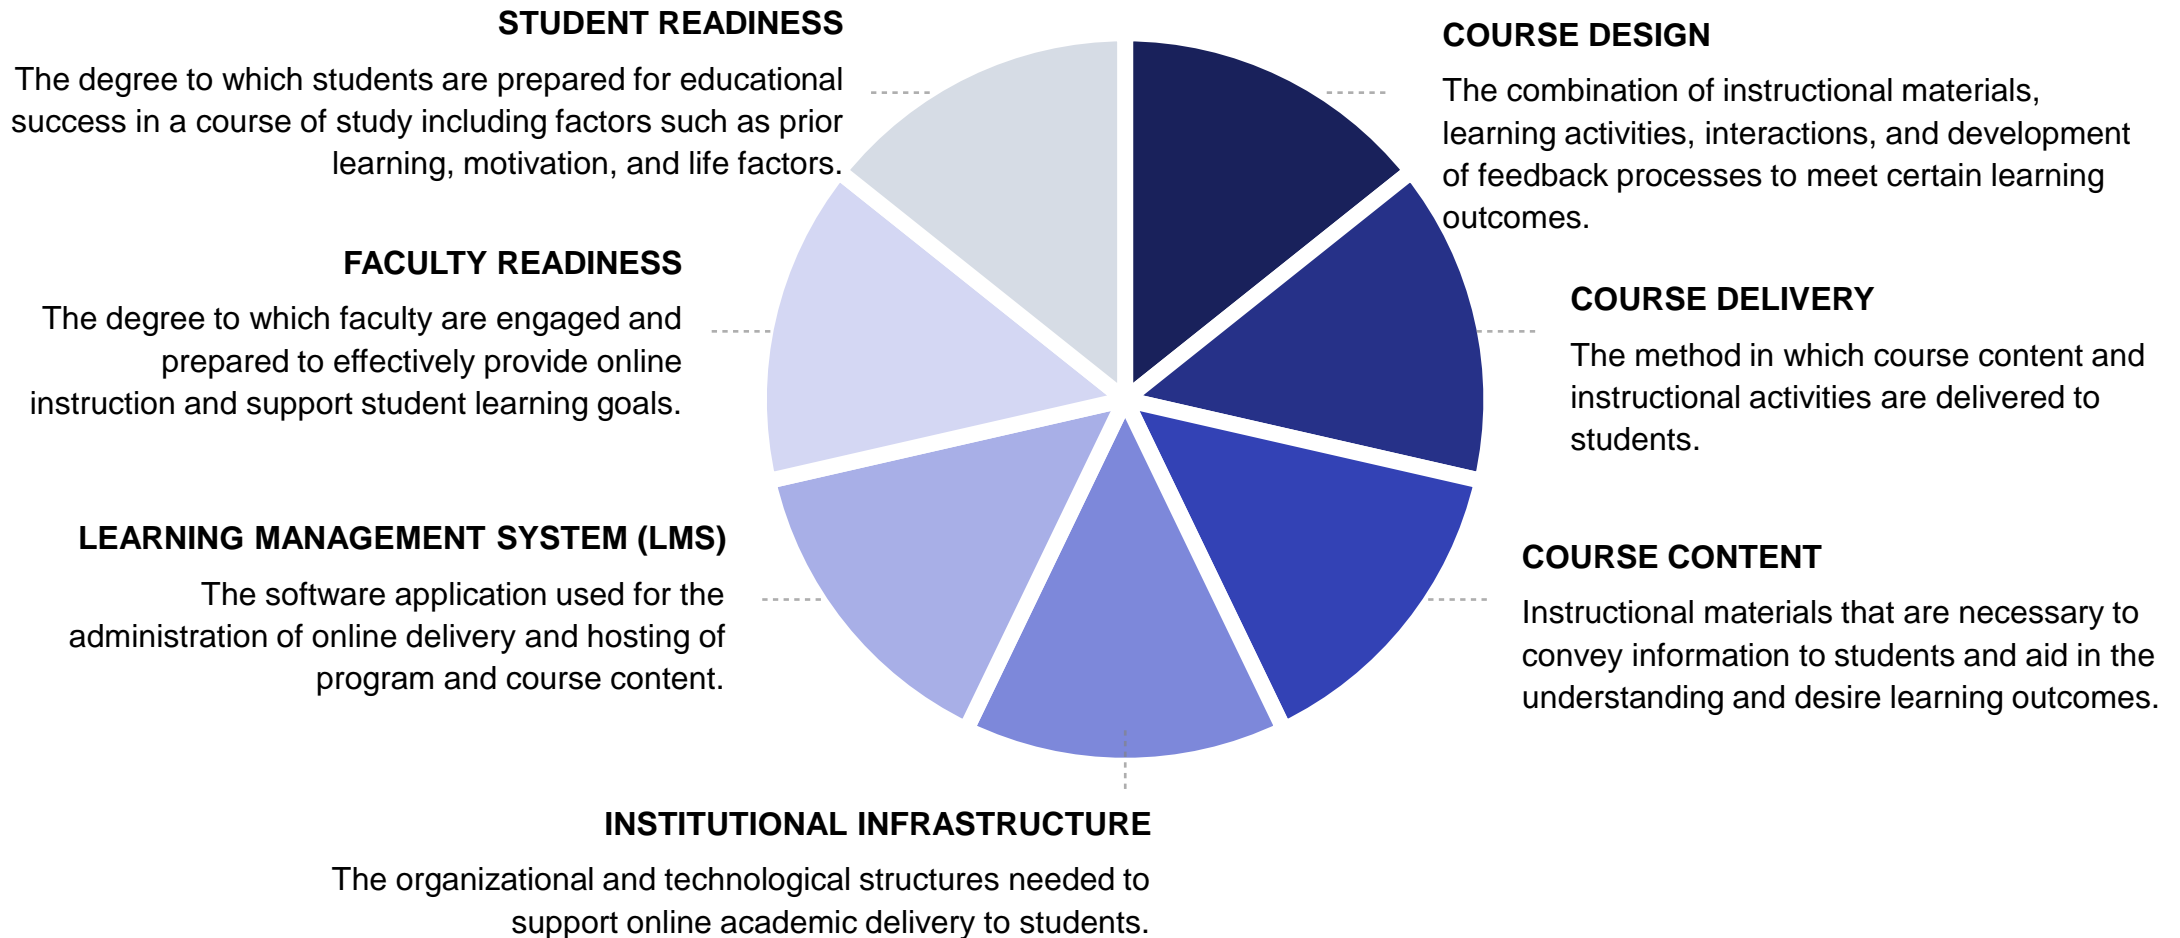 STUDENT READINESS
The degree to which students are prepared for educational
success in a course of study including factors such as prior
learning, motivation, and life factors.
COURSE DESIGN
The combination of instructional materials,
learning activities, interactions, and development
of feedback processes to meet certain learning
outcomes.
FACULTY READINESS
The degree to which faculty are engaged and
prepared to effectively provide online
instruction and support student learning goals.
COURSE DELIVERY
The method in which course content and
instructional activities are delivered to
students.
LEARNING MANAGEMENT SYSTEM (LMS)
The software application used for the
administration of online delivery and hosting of
program and course content.
COURSE CONTENT
Instructional materials that are necessary to
convey information to students and aid in the
understanding and desire learning outcomes.
INSTITUTIONAL INFRASTRUCTURE
The organizational and technological structures needed to
support online academic delivery to students.